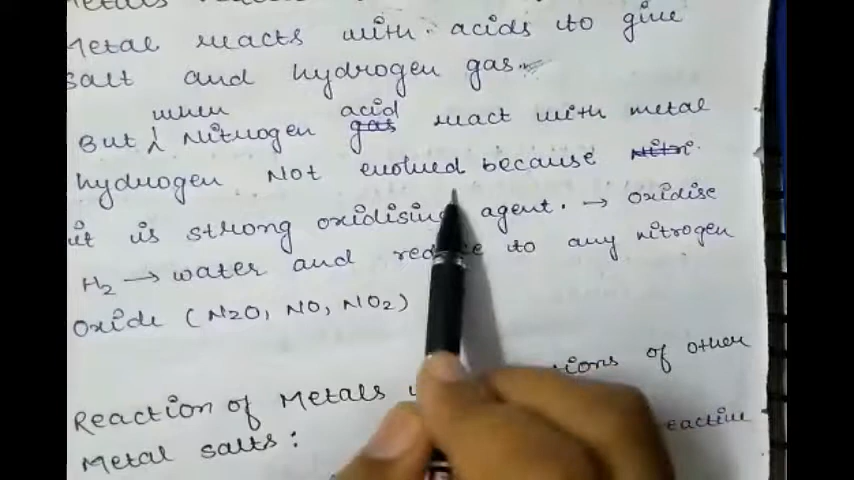 Metal reacts with acids to give
salt and hydrogen gas.
when acid
But Nitrogen gas react with metal
hydrogen Not evolved because Nitri
it is strong oxidising agent. → oxidise
H2 → water and reduce to any nitrogen
Oxide (N2O, NO, NO2)
Reaction of Metals of other
Metal salts: